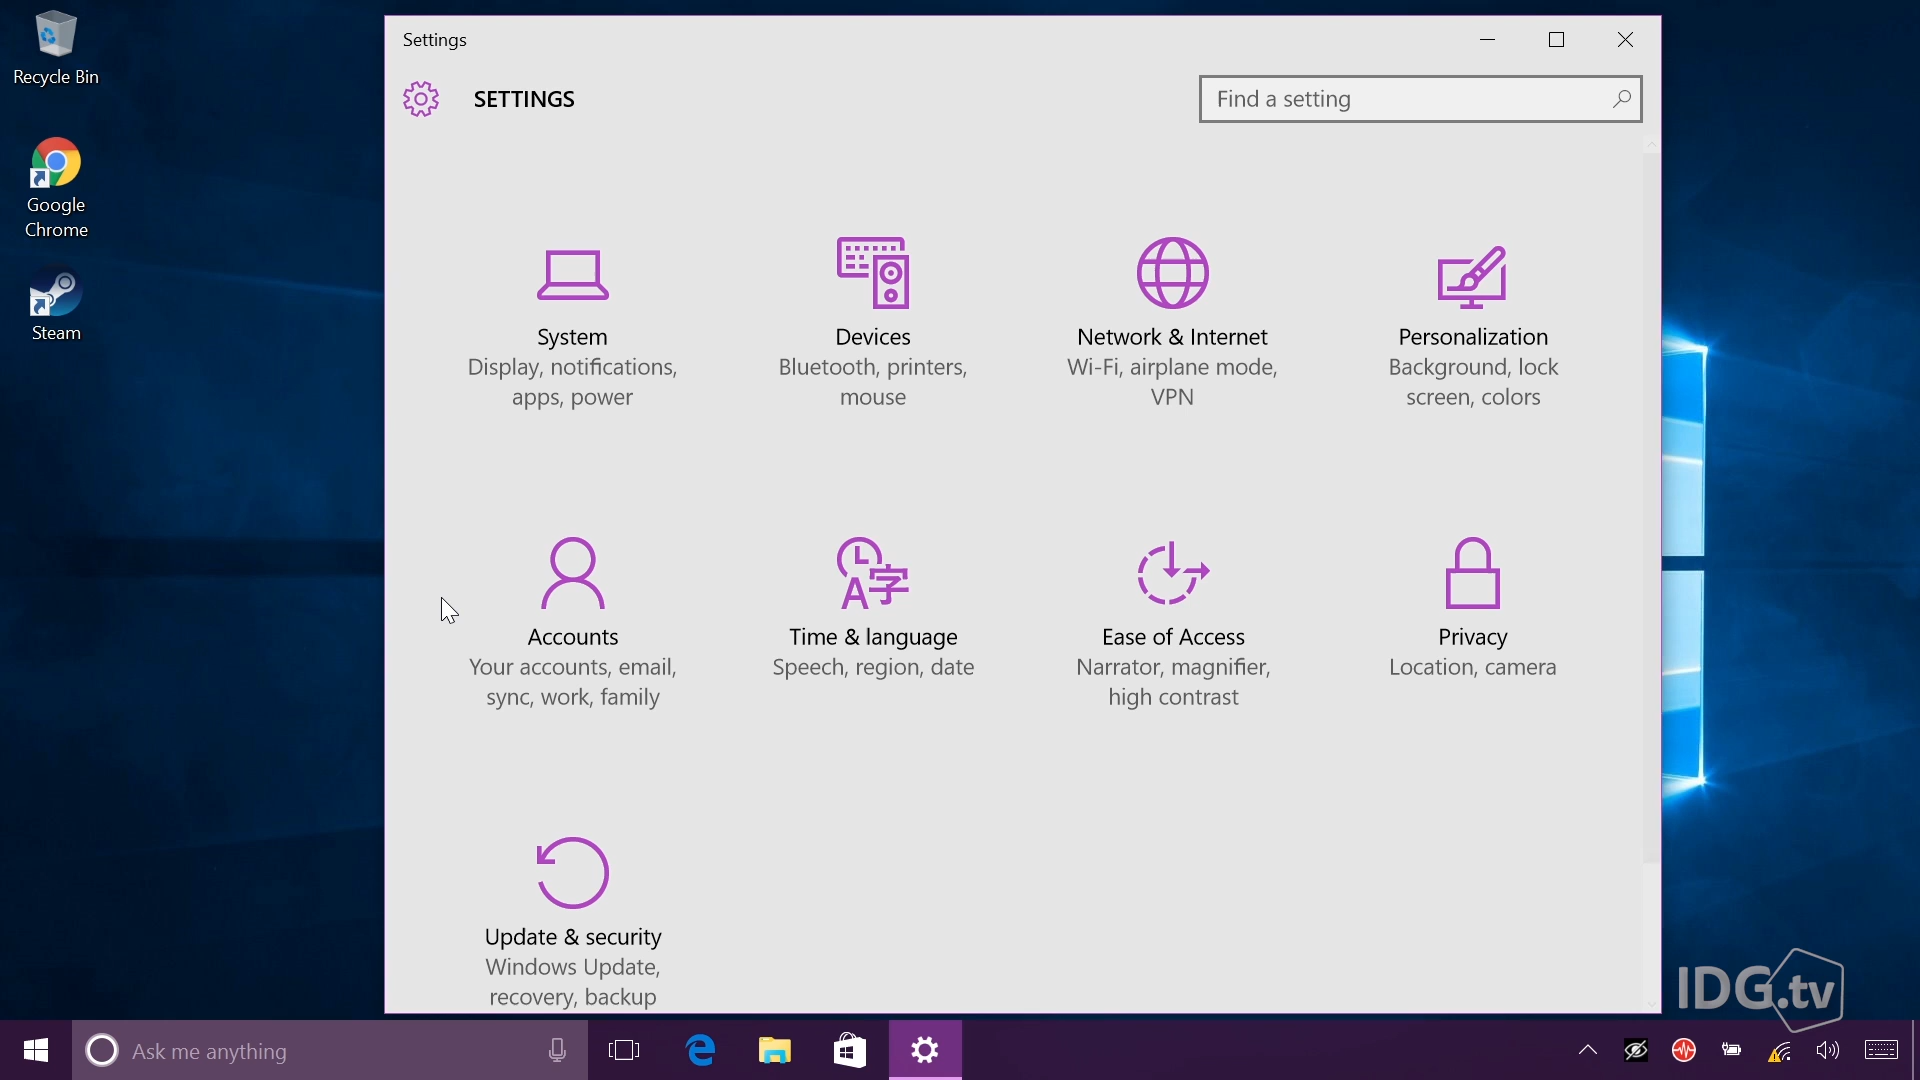 Recycle Bin
Google
Chrome
Steam
Settings
SETTINGS
Find a setting
System
Display, notifications,
apps, power
Devices
Bluetooth, printers,
mouse
Network & Internet
Wi-Fi, airplane mode,
VPN
Personalization
Background, lock
screen, colors
Accounts
Your accounts, email,
sync, work, family
Time & language
Speech, region, date
Ease of Access
Narrator, magnifier,
high contrast
Privacy
Location, camera
Update & security
Windows Update,
recovery, backup
IDG.tv
Ask me anything